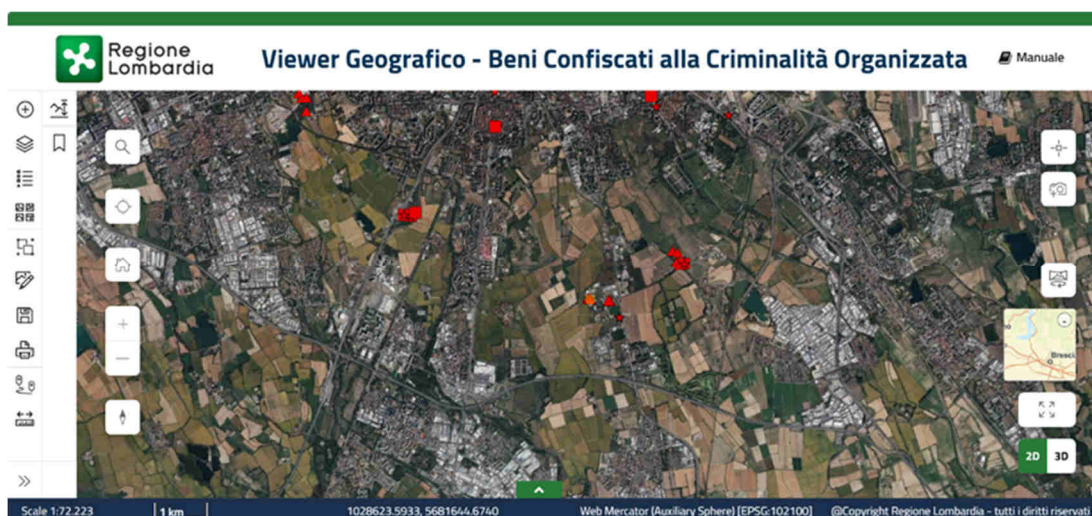 Regione
Lombardia
Viewer Geografico - Beni Confiscati alla Criminalità Organizzata
Manuale
Brescia
2D 3D
Scale 1:72.223
1 km
1028623.5933, 5681644.6740
Web Mercator (Auxiliary Sphere) [EPSG:102100]
@Copyright Regione Lombardia - tutti i diritti riservati